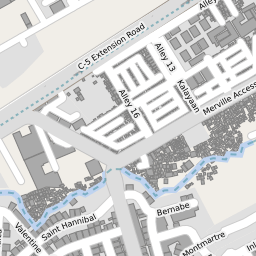 Alley
C-5 Extension Road
Alley 13
Kalayaan
Alley 16
Merville Access
Saint Hannibal
Valentine
Bernabe
Montmartre